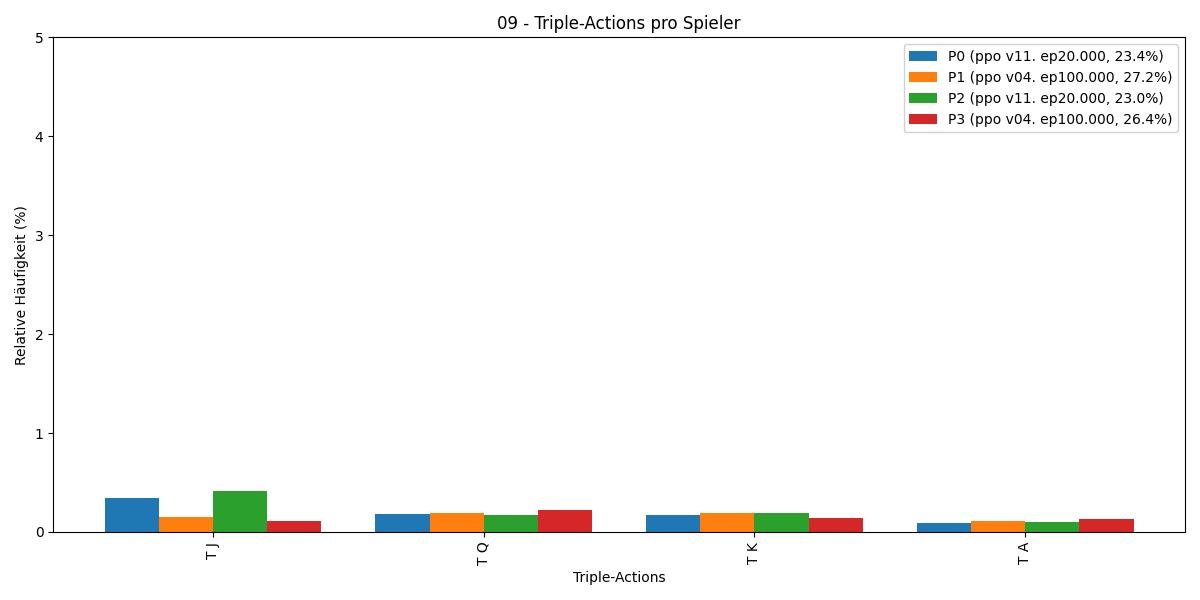 09 - Triple-Actions pro Spieler
P0 (ppo v11. ep20.000, 23.4%)
P1 (ppo v04. ep100.000, 27.2%)
P2 (ppo v11. ep20.000, 23.0%)
P3 (ppo v04. ep100.000, 26.4%)
Relative Häufigkeit (%)
5
4
3
2
1
0
T J
T Q
T K
T A
Triple-Actions